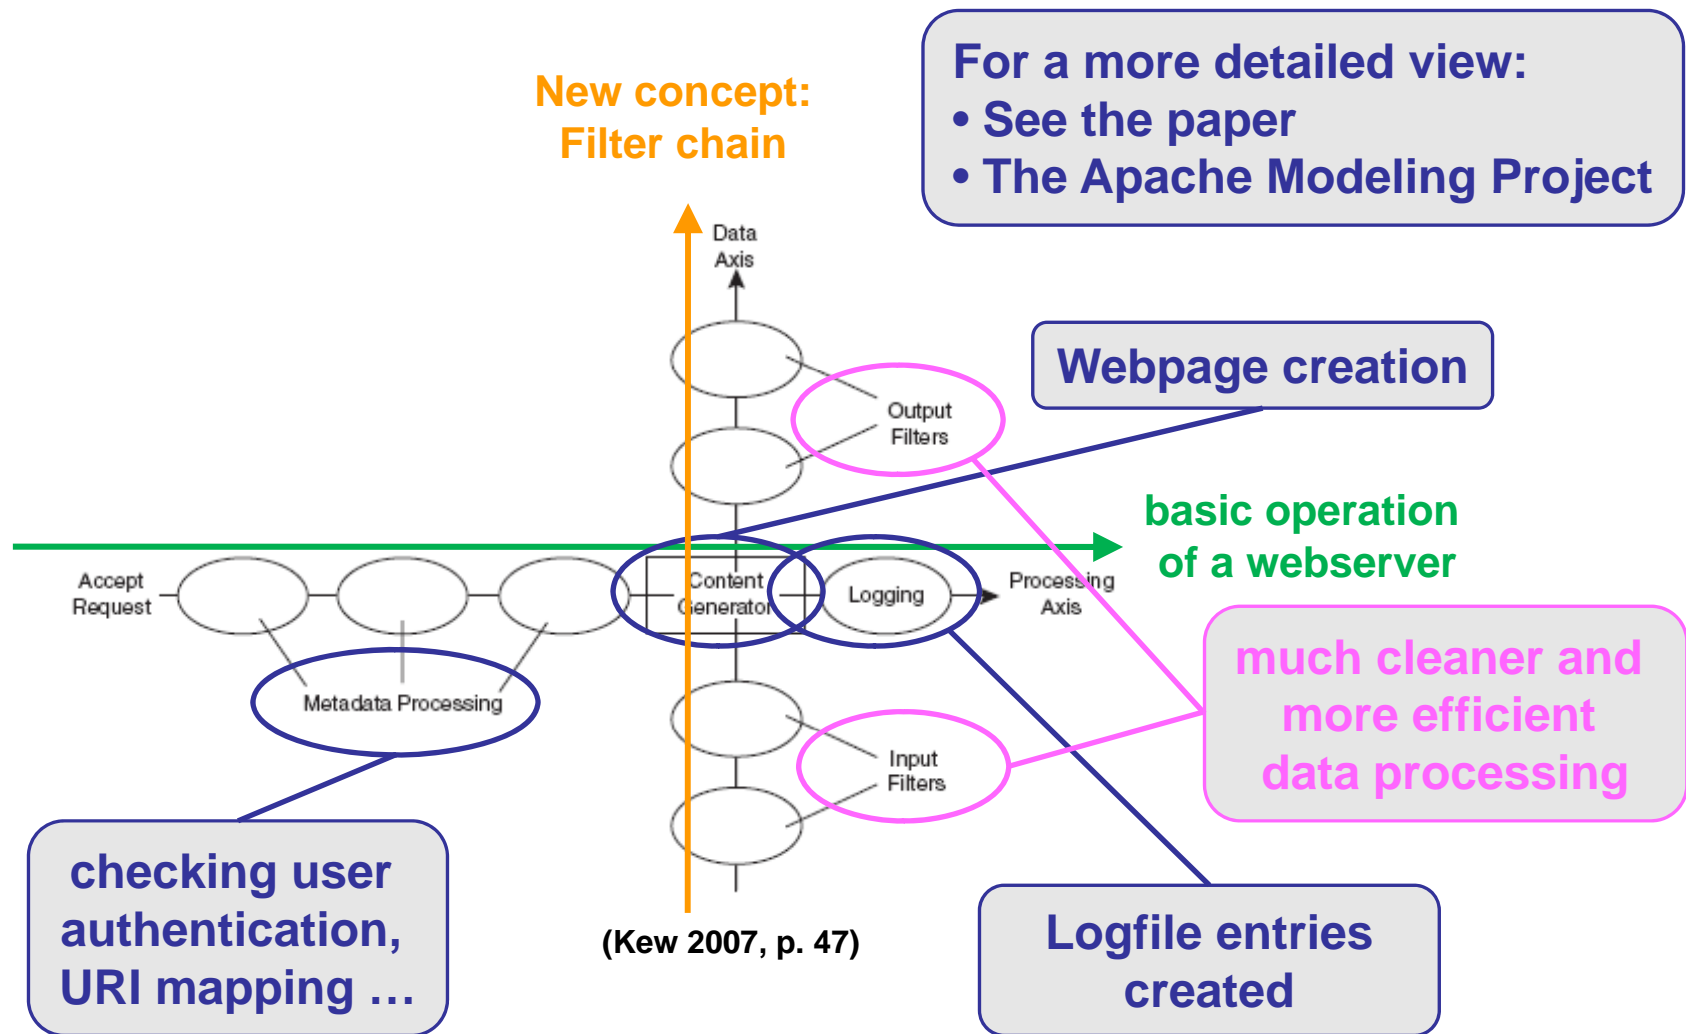 New concept:
Filter chain
For a more detailed view:
• See the paper
• The Apache Modeling Project
Data
Axis
Webpage creation
Output
Filters
basic operation
of a webserver
Accept
Request
Content
Generator
Logging
Processing
Axis
Metadata Processing
much cleaner and
more efficient
data processing
Input
Filters
checking user
authentication,
URI mapping ...
(Kew 2007, p. 47)
Logfile entries
created